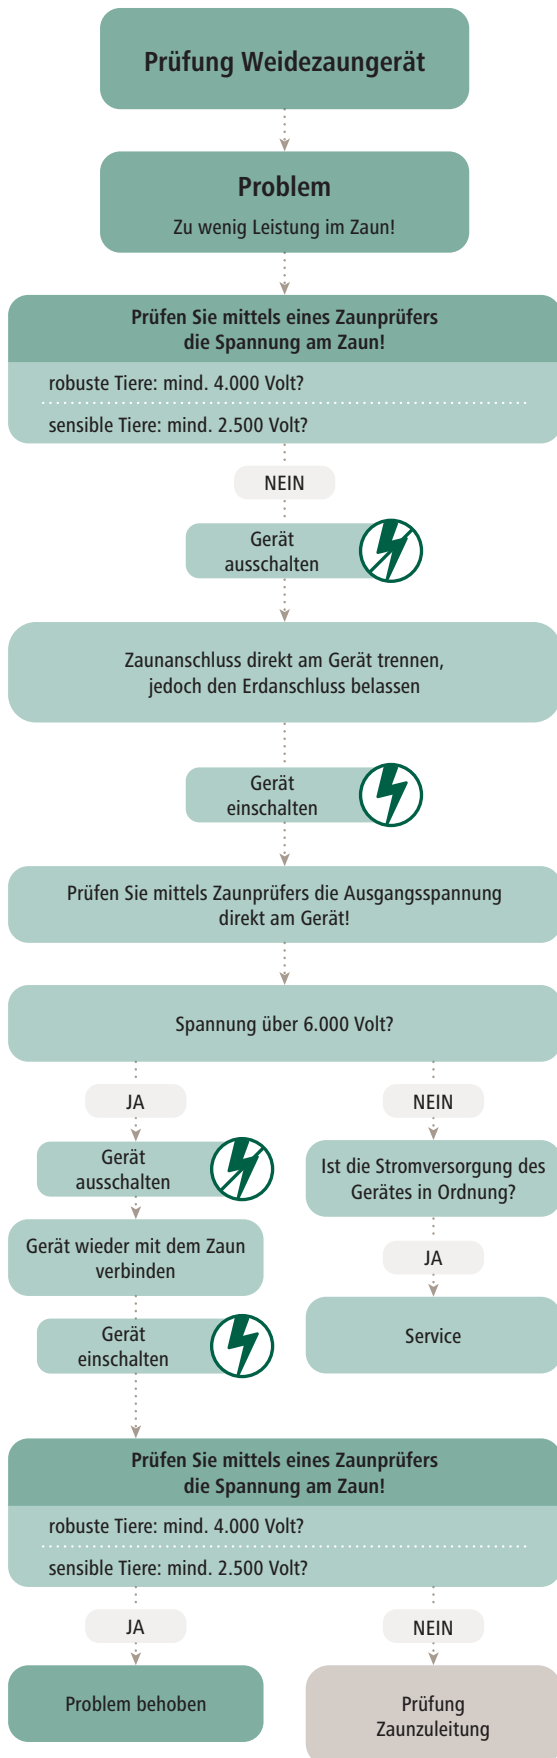 Prüfung Weidezaungerät
Problem
Zu wenig Leistung im Zaun!
Prüfen Sie mittels eines Zaunprüfers
die Spannung am Zaun!
robuste Tiere: mind. 4.000 Volt?
sensible Tiere: mind. 2.500 Volt?
NEIN
Gerät
ausschalten
Zaunanschluss direkt am Gerät trennen,
jedoch den Erdanschluss belassen
Gerät
einschalten
Prüfen Sie mittels Zaunprüfers die Ausgangsspannung
direkt am Gerät!
Spannung über 6.000 Volt?
JA
Gerät
ausschalten
Gerät wieder mit dem Zaun
verbinden
Gerät
einschalten
NEIN
Ist die Stromversorgung des
Gerätes in Ordnung?
JA
Service
Prüfen Sie mittels eines Zaunprüfers
die Spannung am Zaun!
robuste Tiere: mind. 4.000 Volt?
sensible Tiere: mind. 2.500 Volt?
JA
Problem behoben
NEIN
Prüfung
Zaunzuleitung